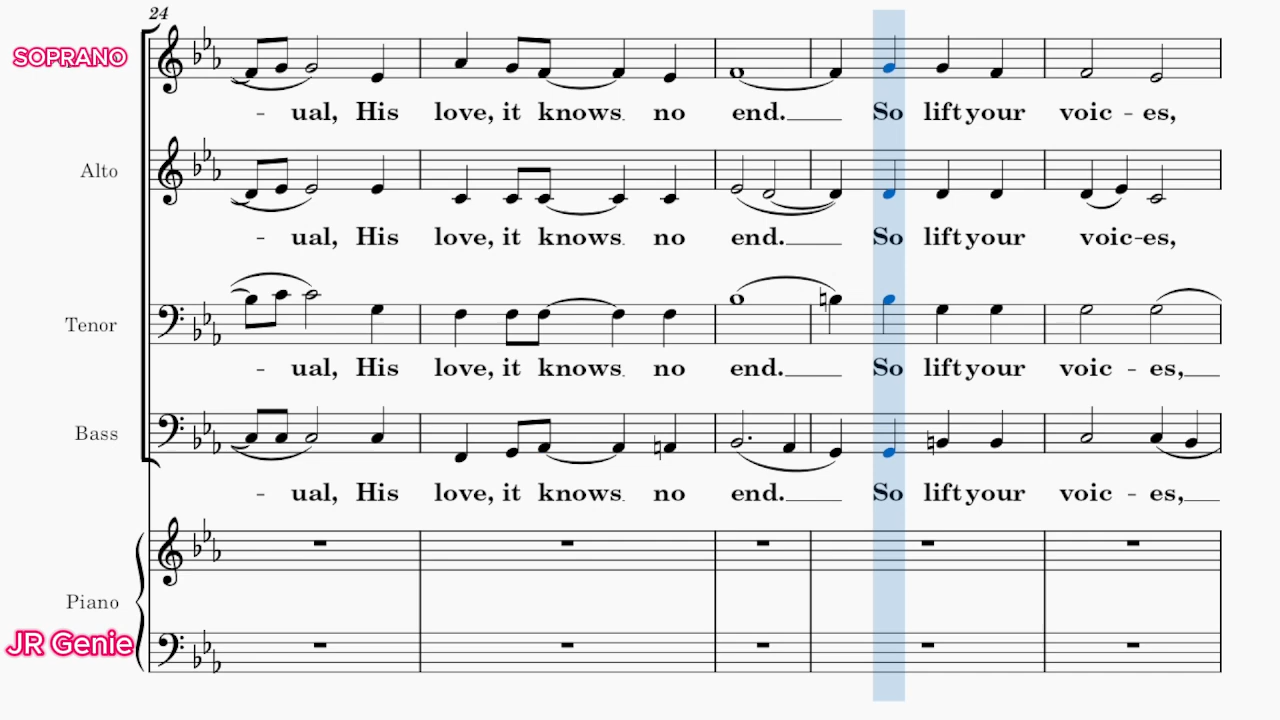 24
SOPRANO
- ual, His love, it knows no end. So lift your voic - es,
Alto
- ual, His love, it knows no end. So lift your voic-es,
Tenor
- ual, His love, it knows no end. So lift your voic - es,
Bass
- ual, His love, it knows no end. So lift your voic - es,
Piano
JR Genie